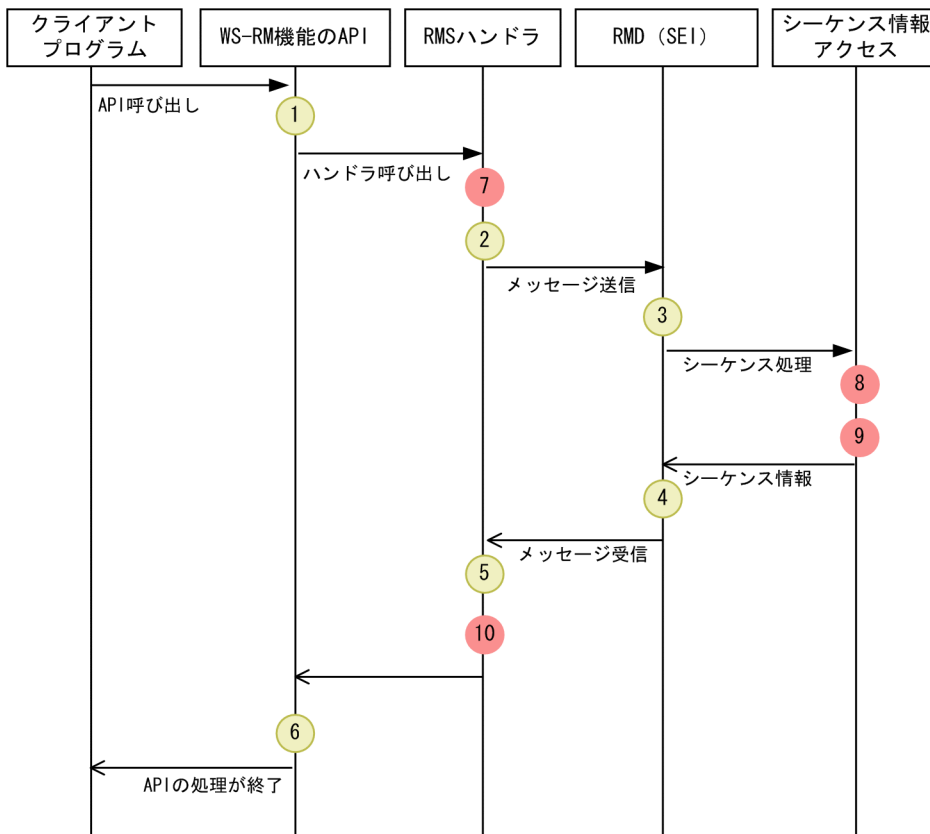 クライアント
プログラム
WS-RM機能のAPI
RMSハンドラ
RMD（SEI）
シーケンス情報
アクセス
API呼び出し
1
ハンドラ呼び出し
7
2
メッセージ送信
3
シーケンス処理
8
9
シーケンス情報
4
メッセージ受信
5
10
6
APIの処理が終了